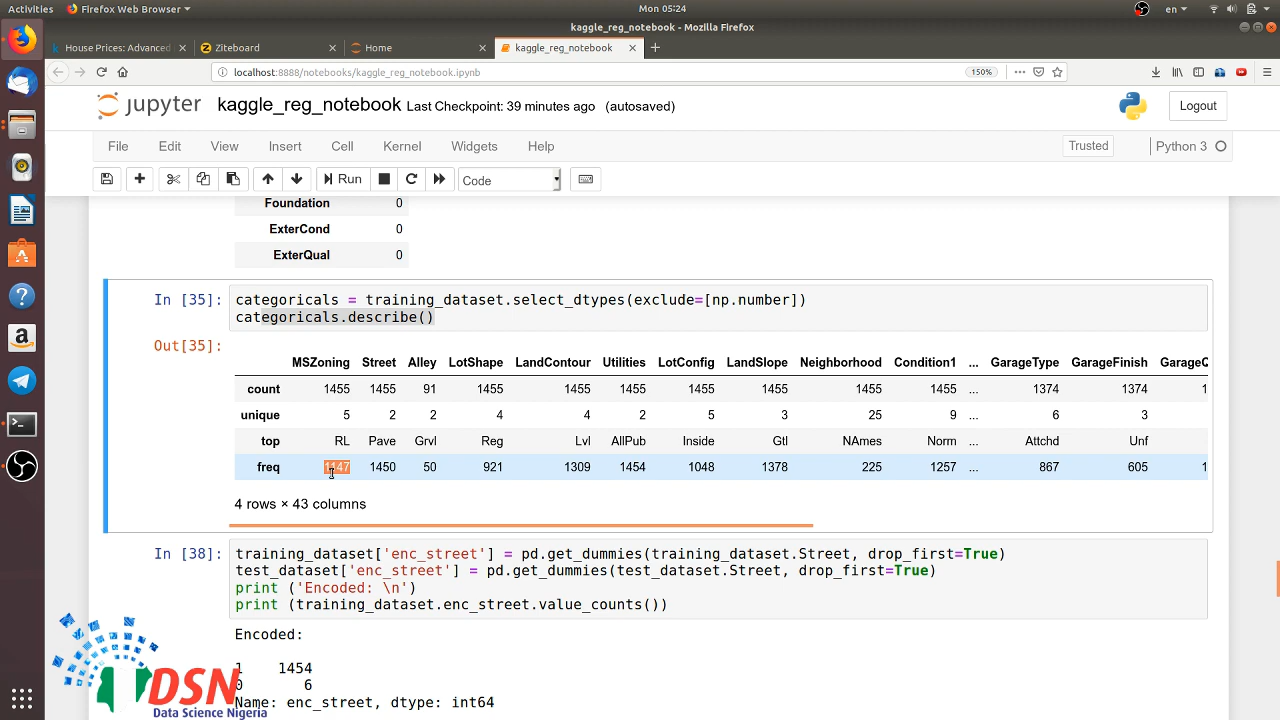 Activities Firefox Web Browser Mon 05:24 en
kaggle_reg_notebook - Mozilla Firefox
House Prices: Advanced Ziteboard Home kaggle_reg_notebook
localhost:8888/notebooks/kaggle_reg_notebook.ipynb 150%
jupyter kaggle_reg_notebook Last Checkpoint: 39 minutes ago (autosaved) Logout
File Edit View Insert Cell Kernel Widgets Help Trusted Python 3
Run Code
Foundation 0
ExterCond 0
ExterQual 0
In [35]: categoricals = training_dataset.select_dtypes(exclude=[np.number])
categoricals.describe()
Out[35]:
MSZoning Street Alley LotShape LandContour Utilities LotConfig LandSlope Neighborhood Condition1 ... GarageType GarageFinish GarageQ
count 1455 1455 91 1455 1455 1455 1455 1455 1455 1455 ... 1374 1374 1
unique 5 2 2 4 4 2 5 3 25 9 ... 6 3
top RL Pave Grvl Reg Lvl AllPub Inside Gtl NAmes Norm ... Attchd Unf
freq 1147 1450 50 921 1309 1454 1048 1378 225 1257 ... 867 605 1
4 rows × 43 columns
In [38]: training_dataset['enc_street'] = pd.get_dummies(training_dataset.Street, drop_first=True)
test_dataset['enc_street'] = pd.get_dummies(test_dataset.Street, drop_first=True)
print ('Encoded: \n')
print (training_dataset.enc_street.value_counts())
Encoded:
1 1454
0 6
Name: enc_street, dtype: int64
DSN
Data Science Nigeria